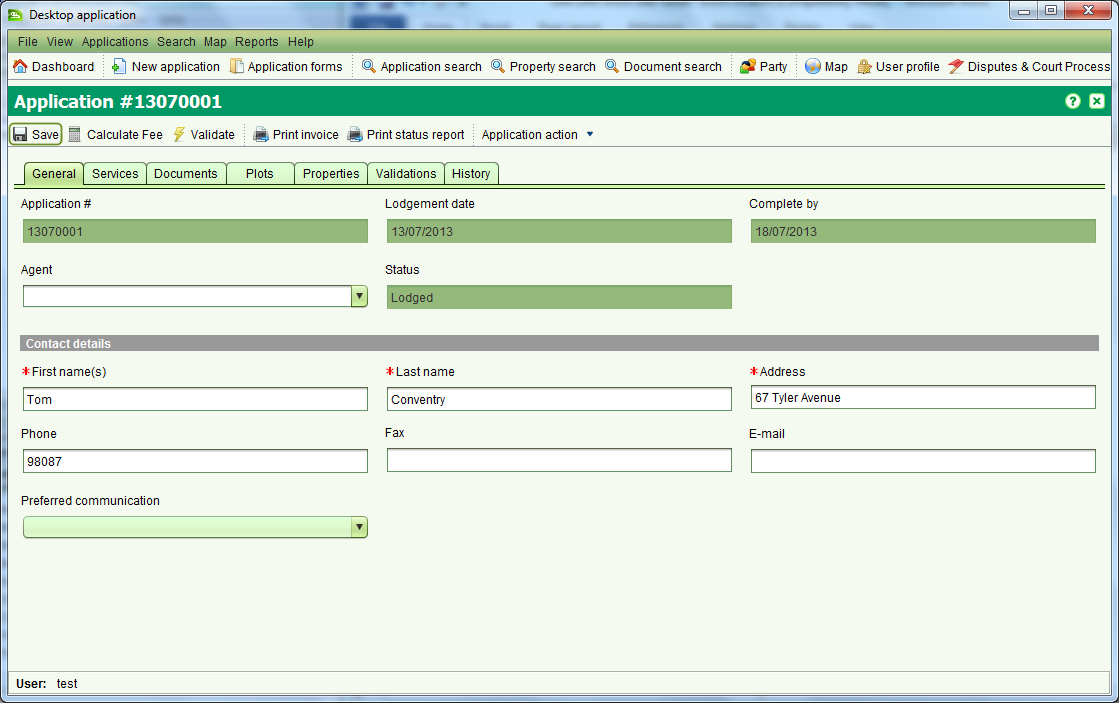 Desktop application
File View Applications Search Map Reports Help
Dashboard New application Application forms Application search Property search Document search Party Map User profile Disputes & Court Process
Application #13070001
Save Calculate Fee Validate Print invoice Print status report Application action
General Services Documents Plots Properties Validations History
Application # Lodgement date Complete by
13070001 13/07/2013 18/07/2013
Agent Status
Lodged
Contact details
*First name(s) *Last name *Address
Tom Conventry 67 Tyler Avenue
Phone Fax E-mail
98087
Preferred communication
User: test